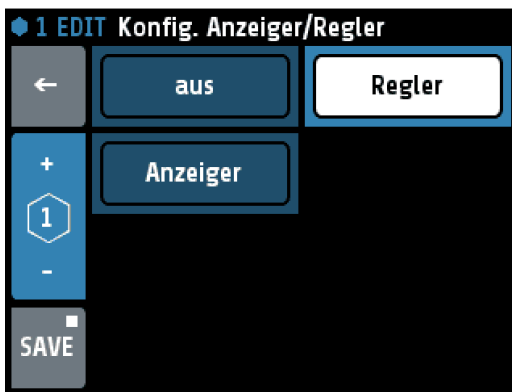 1 EDIT Konfig. Anzeiger/Regler
←
aus
Regler
+
1
-
Anzeiger
SAVE